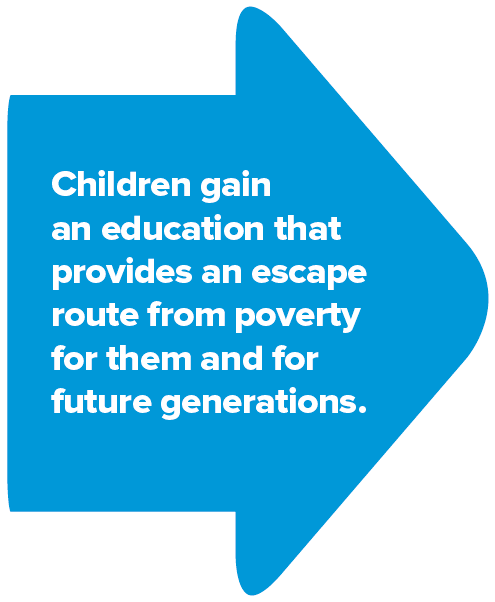 Children gain
an education that
provides an escape
route from poverty
for them and for
future generations.